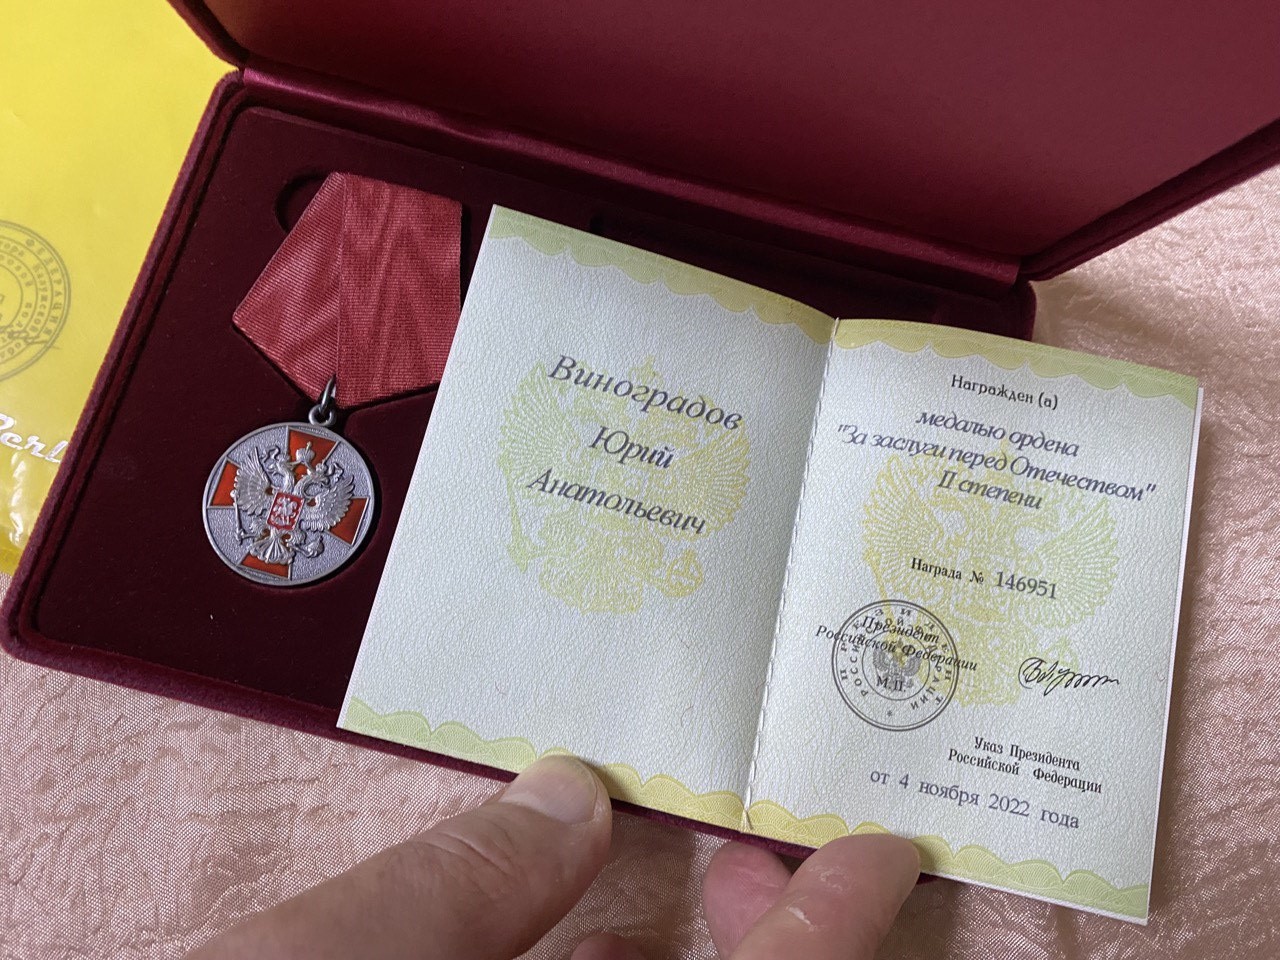 Виноградов
Юрий
Анатольевич
Награжден (а)
медалью ордена
"За заслуги перед Отечеством"
II степени
Награда № 146951
Президент
Российской Федерации
М.П.
Указ Президента
Российской Федерации
от 4 ноября 2022 года